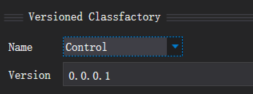 Versioned Classfactory
Name Control
Version 0.0.0.1